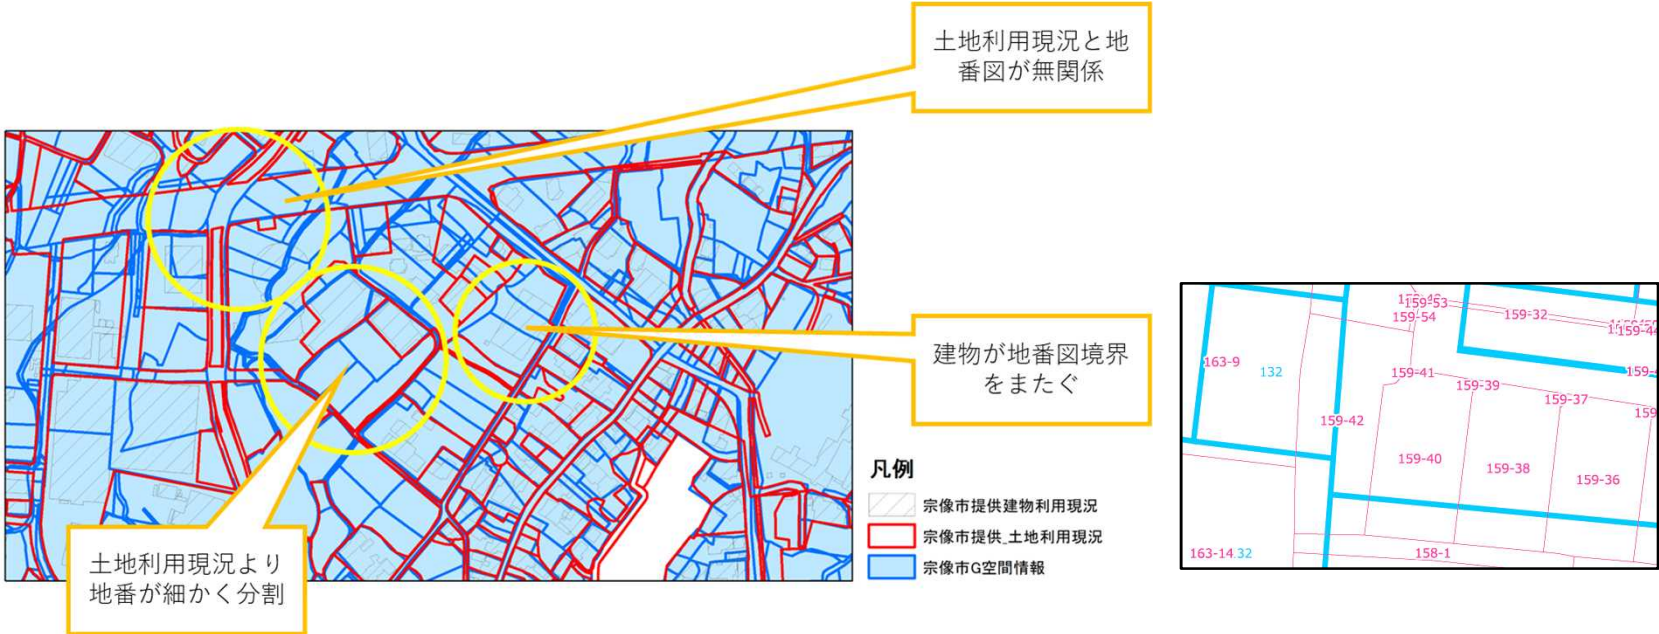 土地利用現況と地
番図が無関係
建物が地番図境界
をまたぐ
土地利用現況より
地番が細かく分割
凡例
宗像市提供建物利用現況
宗像市提供_土地利用現況
宗像市G空間情報
159-53
159-54
159-32
163-9
132
159-41
159-39
159-37
159-42
159-40
159-38
159-36
163-14
32
158-1